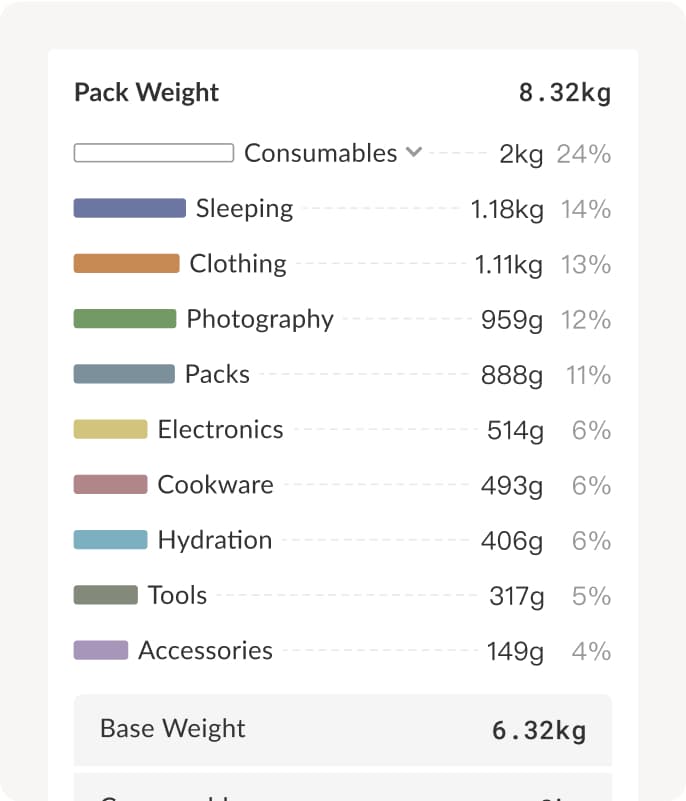 Pack Weight 8.32kg
Consumables 2kg 24%
Sleeping 1.18kg 14%
Clothing 1.11kg 13%
Photography 959g 12%
Packs 888g 11%
Electronics 514g 6%
Cookware 493g 6%
Hydration 406g 6%
Tools 317g 5%
Accessories 149g 4%
Base Weight 6.32kg